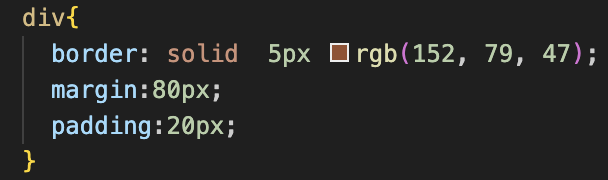 div{
border: solid  5px rgb(152, 79, 47);
margin:80px;
padding:20px;
}